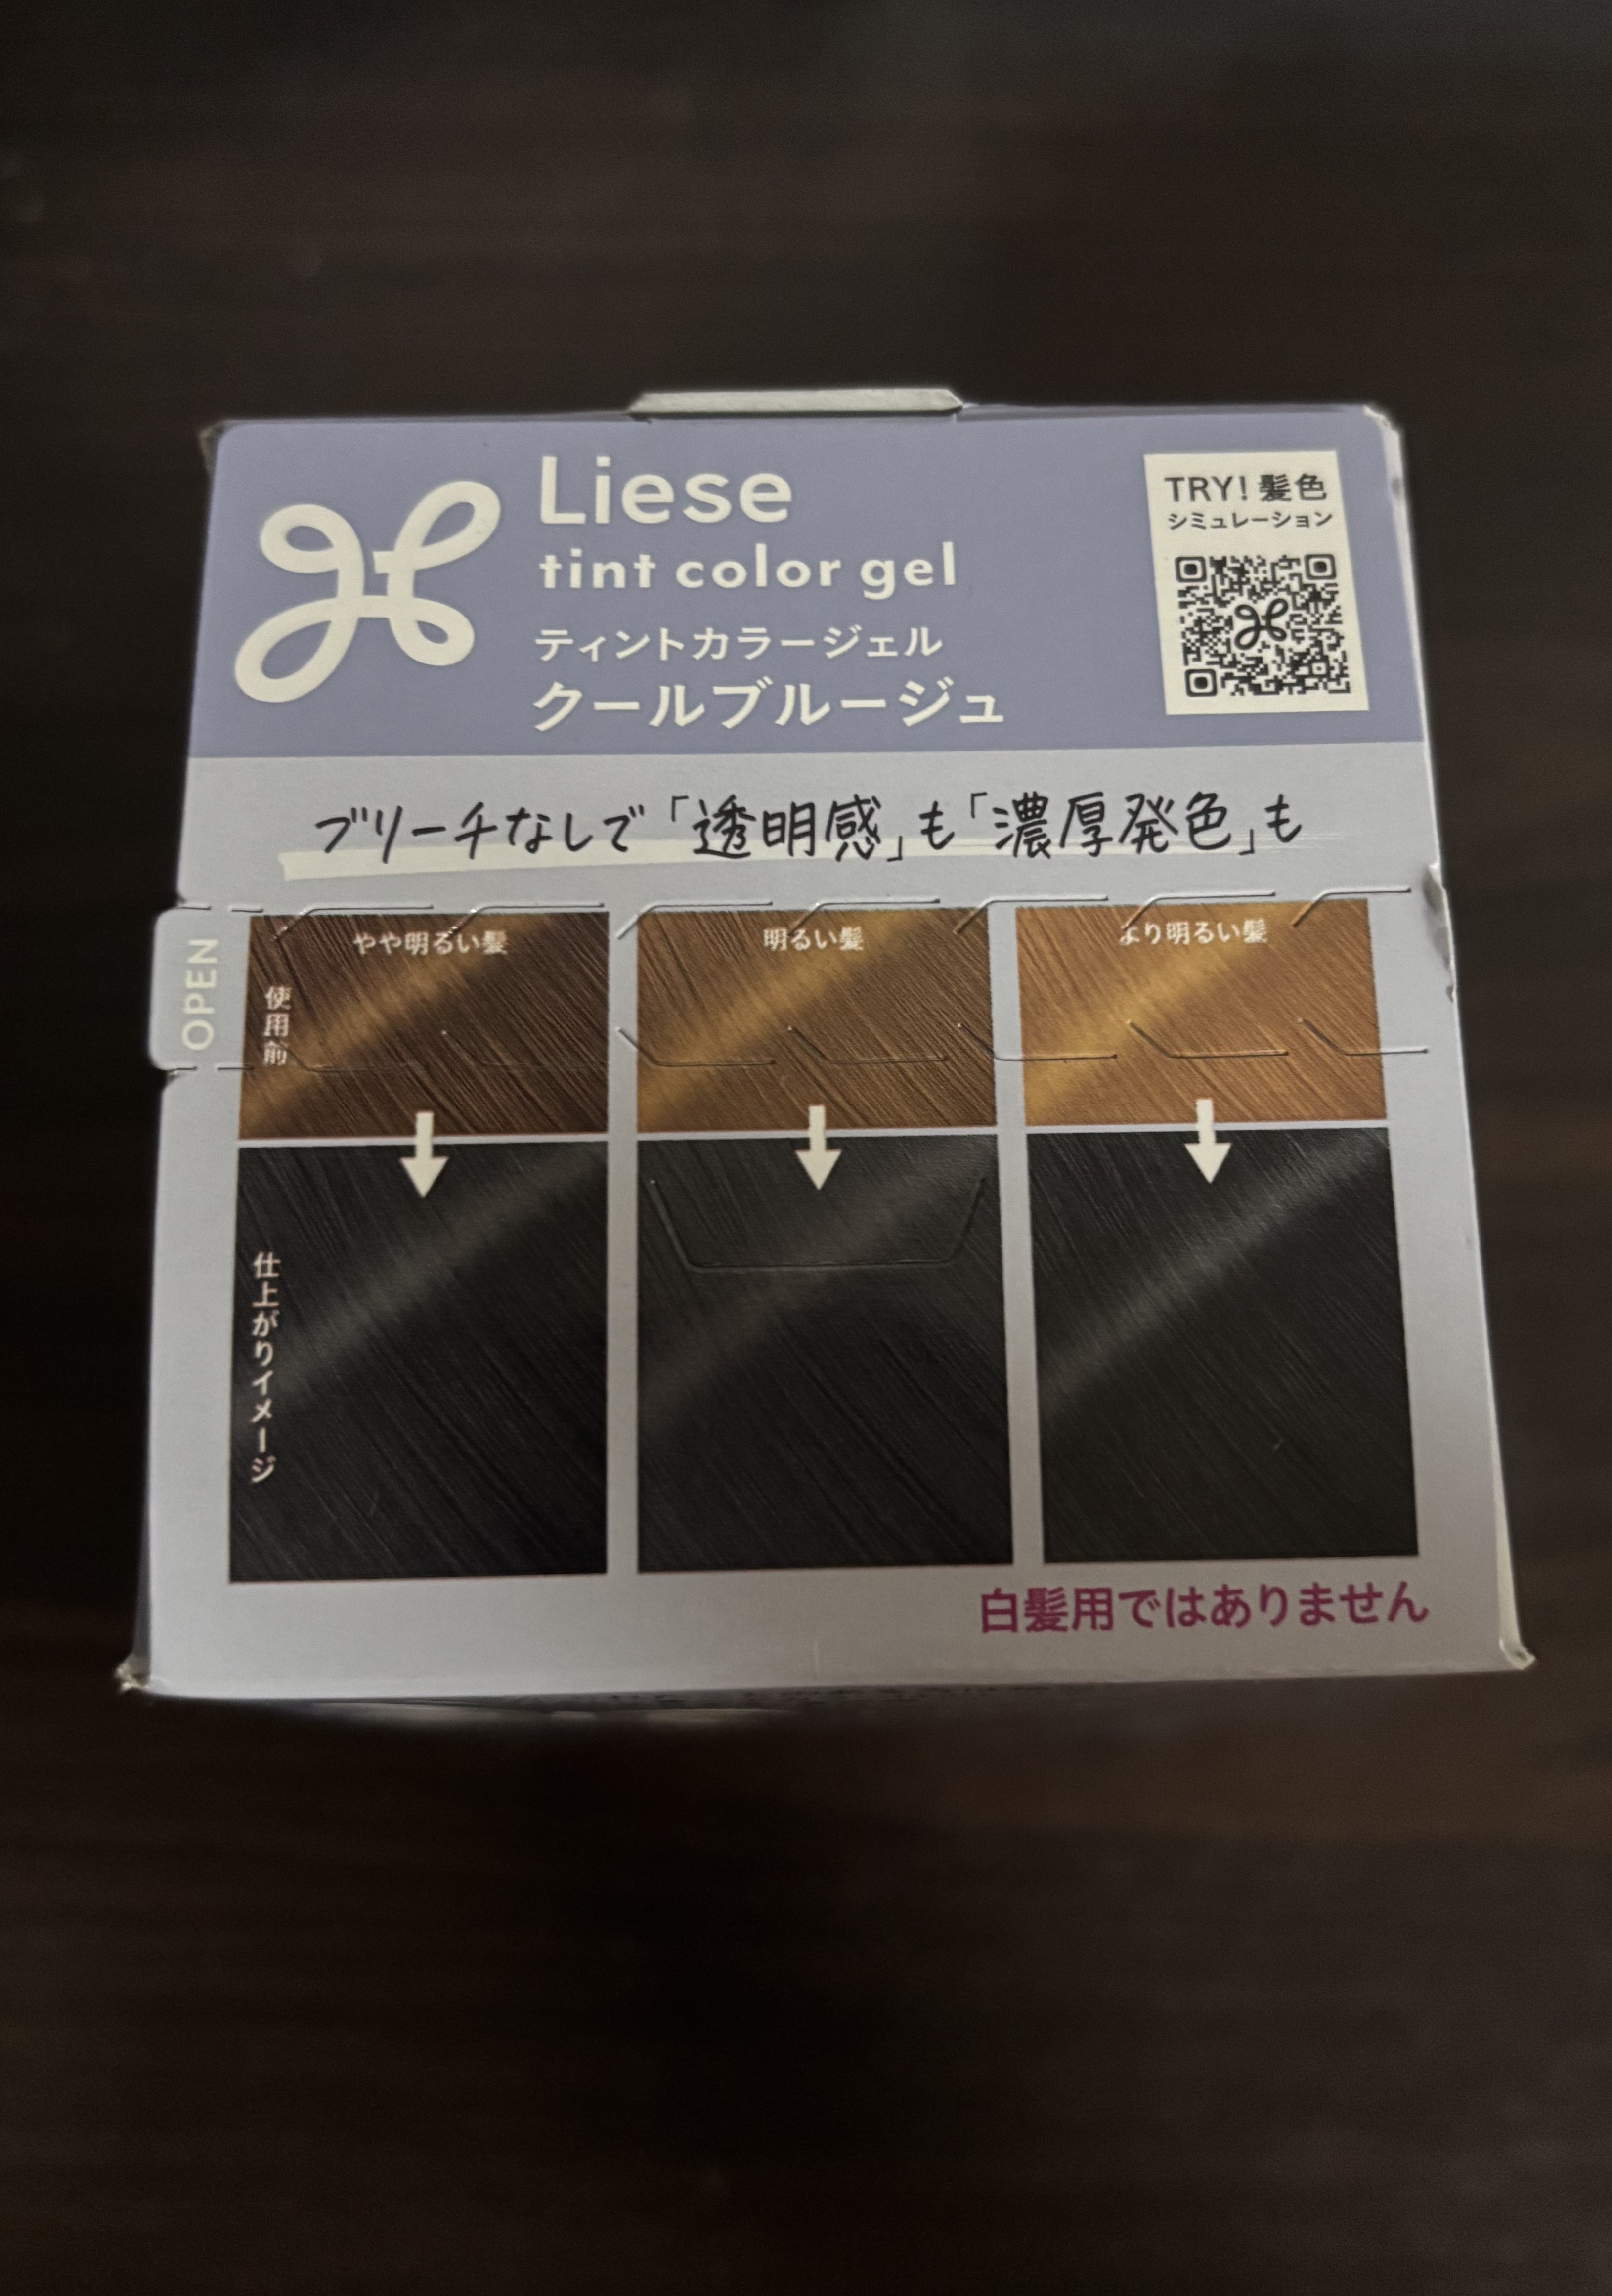 Liese
tint color gel
ティントカラージェル
クールブルージュ
TRY! 髪色
シミュレーション
ブリーチなしで「透明感」も「濃厚発色」も
OPEN
使用前
やや明るい髪
明るい髪
より明るい髪
仕上がりイメージ
白髪用ではありません